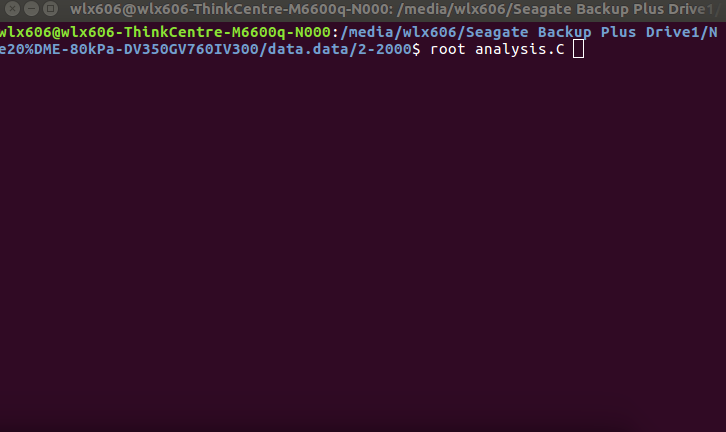 wlx606@wlx606-ThinkCentre-M6600q-N000: /media/wlx606/Seagate Backup Plus Drive1/
wlx606@wlx606-ThinkCentre-M6600q-N000:/media/wlx606/Seagate Backup Plus Drive1/N
e20%DME-80kPa-DV350GV760IV300/data.data/2-2000$ root analysis.C